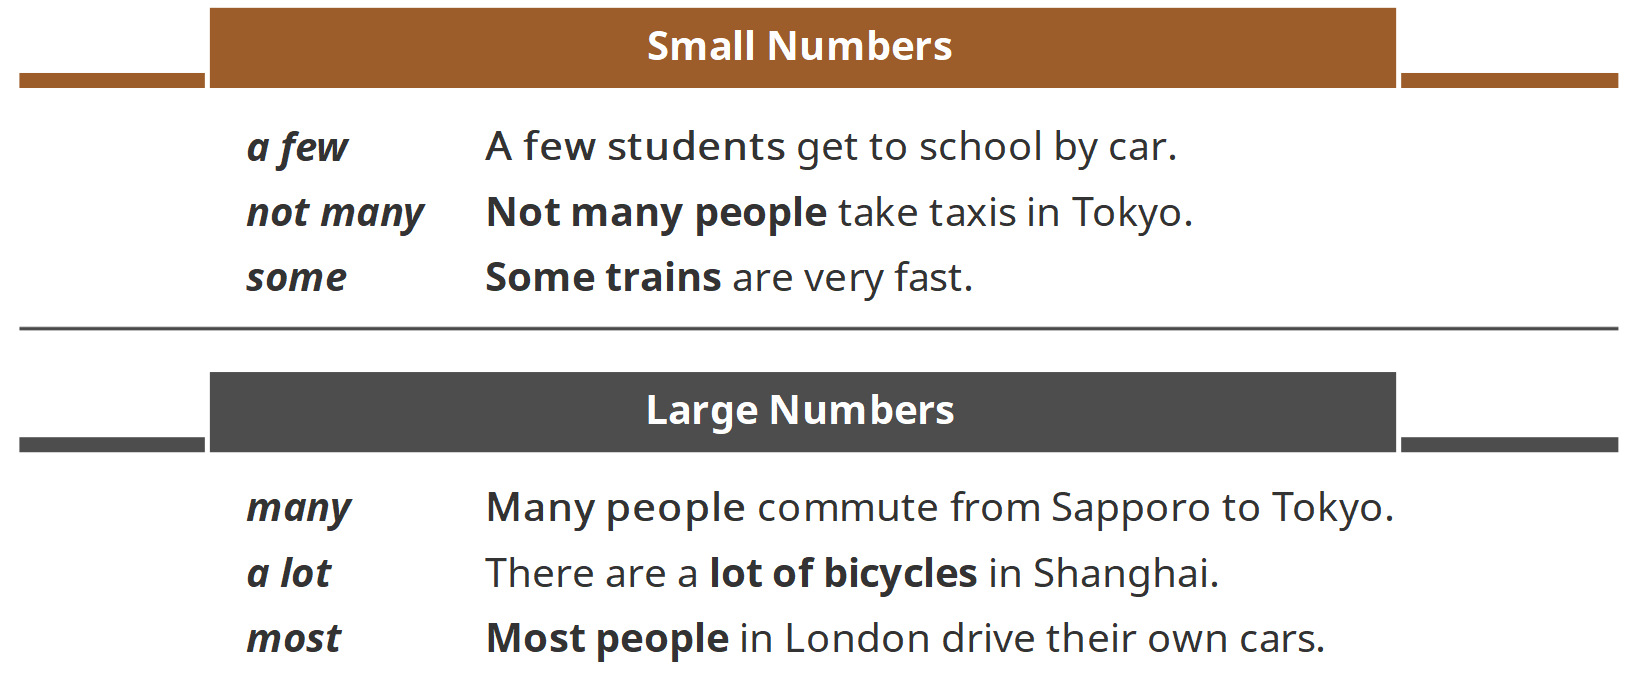 Small Numbers
a few A few students get to school by car.
not many Not many people take taxis in Tokyo.
some Some trains are very fast.
Large Numbers
many Many people commute from Sapporo to Tokyo.
a lot There are a lot of bicycles in Shanghai.
most Most people in London drive their own cars.